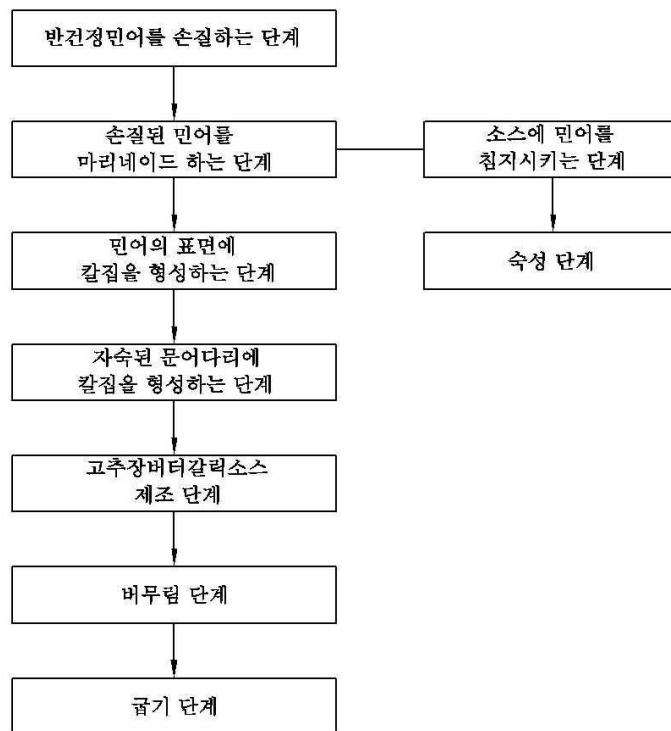 반건정민어를 손질하는 단계
손질된 민어를
마리네이드 하는 단계
소스에 민어를
침지시키는 단계
민어의 표면에
칼집을 형성하는 단계
숙성 단계
자숙된 문어다리에
칼집을 형성하는 단계
고추장버터갈릭소스
제조 단계
버무림 단계
굽기 단계